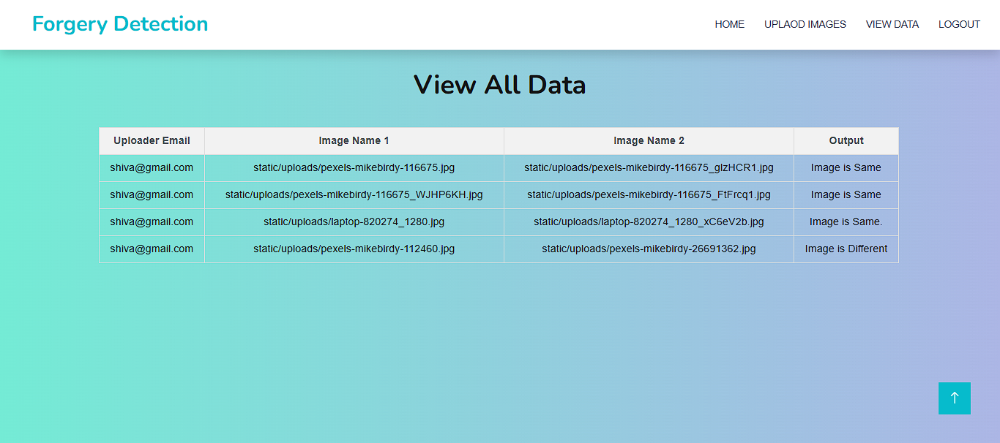 Forgery Detection
HOME UPLAOD IMAGES VIEW DATA LOGOUT
View All Data
Uploader Email Image Name 1 Image Name 2 Output
shiva@gmail.com static/uploads/pexels-mikebirdy-116675.jpg static/uploads/pexels-mikebirdy-116675_glzHCR1.jpg Image is Same
shiva@gmail.com static/uploads/pexels-mikebirdy-116675_WJHP6KH.jpg static/uploads/pexels-mikebirdy-116675_FtFrcq1.jpg Image is Same
shiva@gmail.com static/uploads/laptop-820274_1280.jpg static/uploads/laptop-820274_1280_xC6eV2b.jpg Image is Same.
shiva@gmail.com static/uploads/pexels-mikebirdy-112460.jpg static/uploads/pexels-mikebirdy-26691362.jpg Image is Different